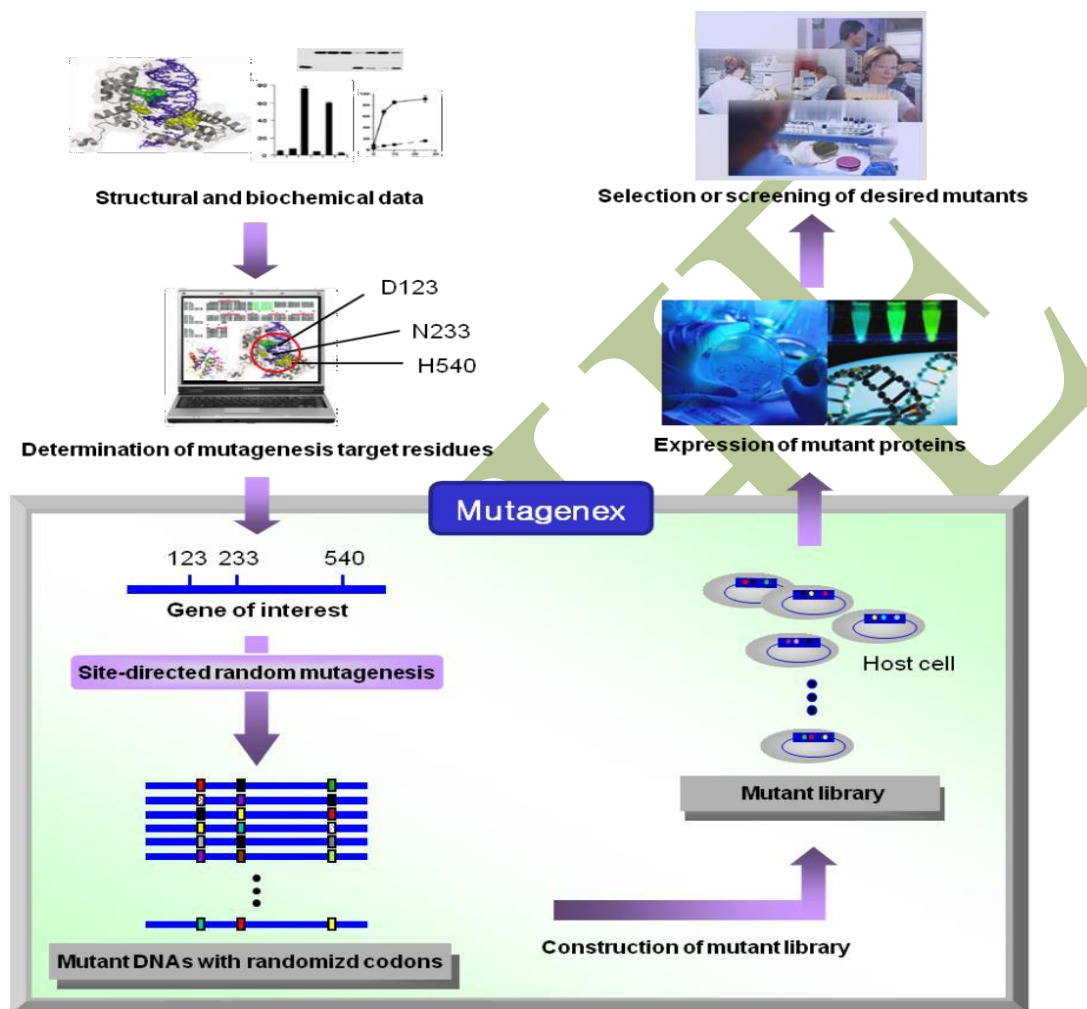 Structural and biochemical data
D123
N233
H540
Determination of mutagenesis target residues
Mutagenex
123 233 540
Gene of interest
Site-directed random mutagenesis
Mutant DNAs with randomizd codons
Construction of mutant library
Mutant library
Host cell
Expression of mutant proteins
Selection or screening of desired mutants